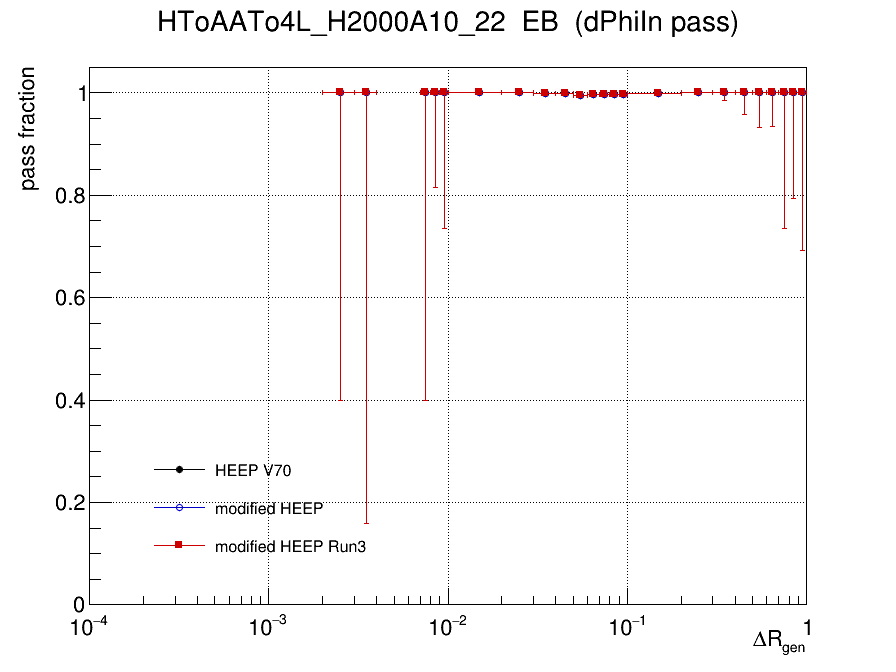 HToAATo4L_H2000A10_22 EB (dPhiIn pass)
pass fraction
1
0.8
0.6
0.4
0.2
0
HEEP V70
modified HEEP
modified HEEP Run3
10−4 10−3 10−2 10−1 1
ΔRgen